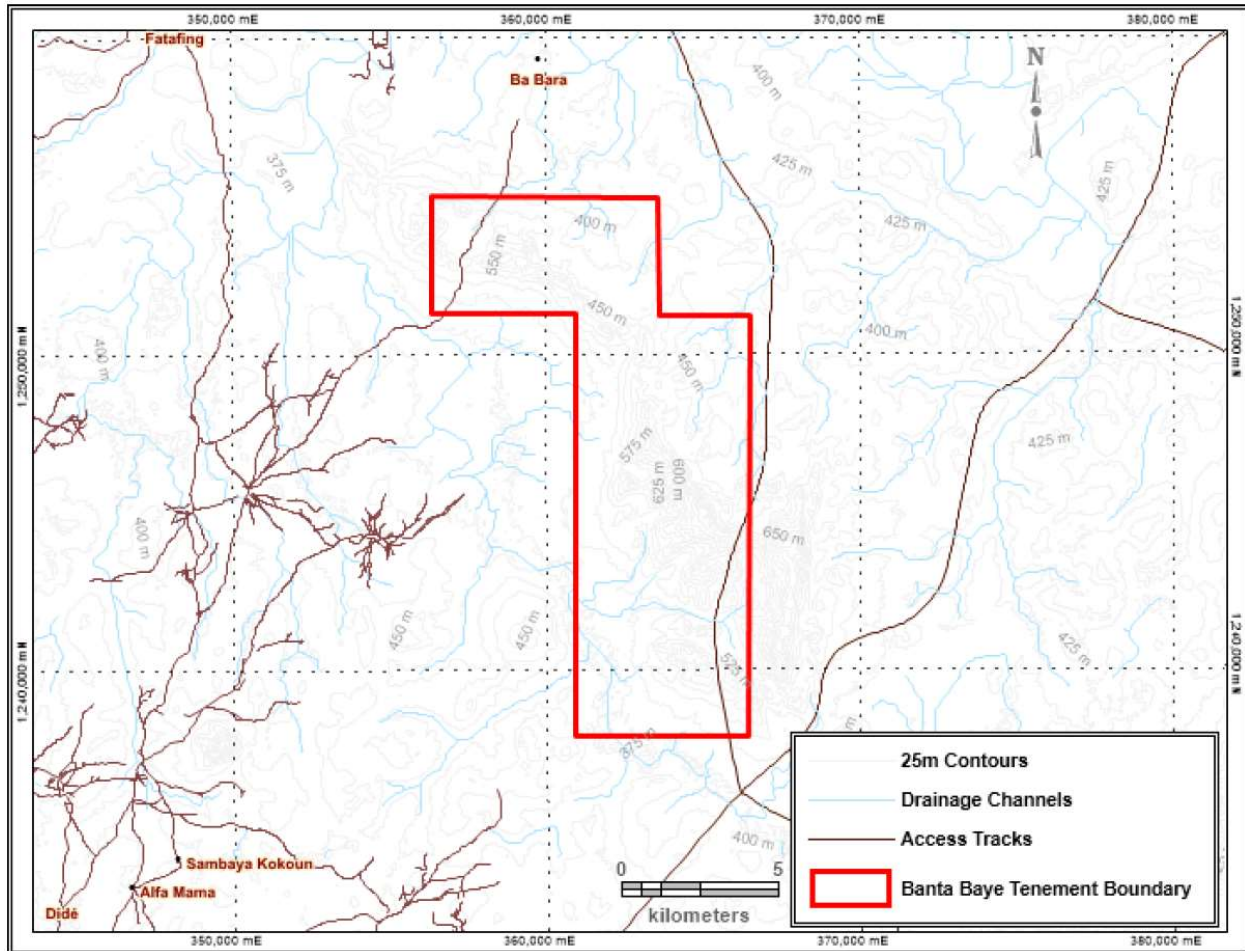 350,000 mE
360,000 mE
370,000 mE
380,000 mE
Fatafing
Ba Bara
N
400 m
375 m
425 m
425 m
400 m
425 m
550 m
450 m
1,250,000 mN
1,250,000 mN
400 m
400 m
450 m
425 m
575 m
600 m
625 m
400 m
650 m
450 m
450 m
425 m
1,240,000 mN
1,240,000 mN
525 m
375 m
400 m
25m Contours
Drainage Channels
Access Tracks
Banta Baye Tenement Boundary
Sambaya Kokoun
Alfa Mama
Didé
0
5
kilometers
350,000 mE
360,000 mE
370,000 mE
380,000 mE